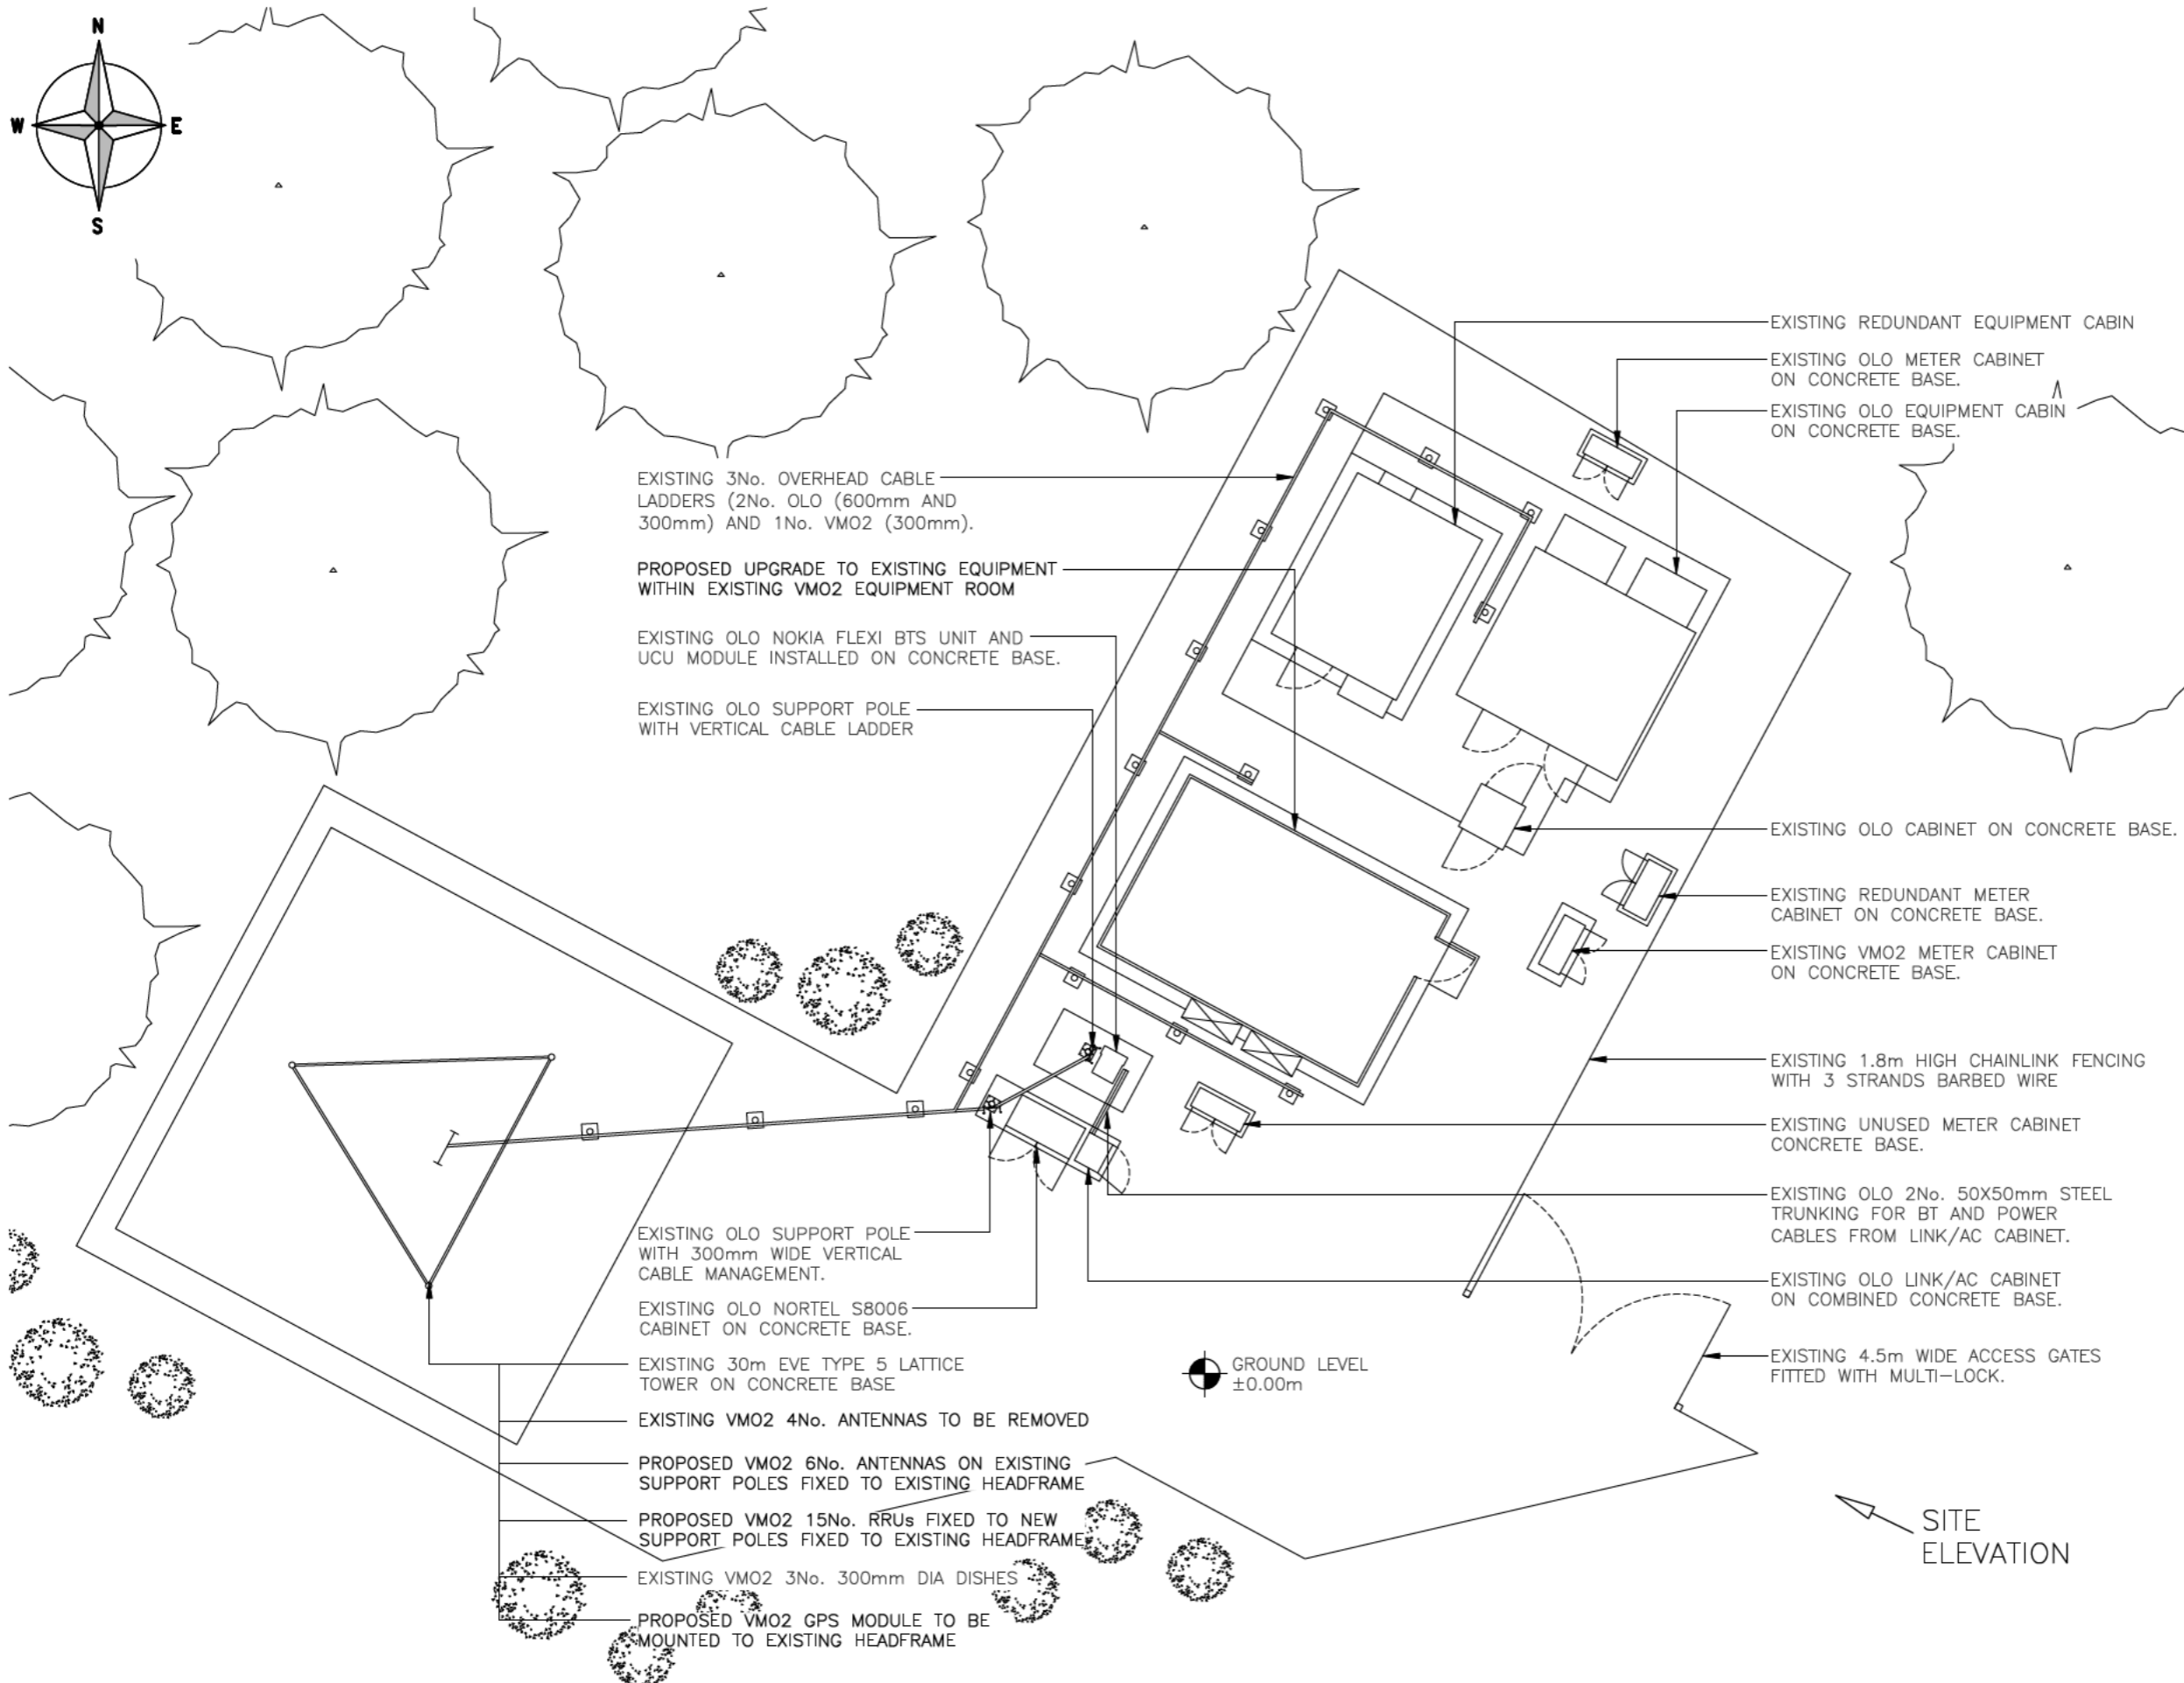 N
W
E
S
EXISTING REDUNDANT EQUIPMENT CABIN
EXISTING OLO METER CABINET
ON CONCRETE BASE.
EXISTING OLO EQUIPMENT CABIN
ON CONCRETE BASE.
EXISTING 3No. OVERHEAD CABLE
LADDERS (2No. OLO (600mm AND
300mm) AND 1No. VMO2 (300mm).
PROPOSED UPGRADE TO EXISTING EQUIPMENT
WITHIN EXISTING VMO2 EQUIPMENT ROOM
EXISTING OLO NOKIA FLEXI BTS UNIT AND
UCU MODULE INSTALLED ON CONCRETE BASE.
EXISTING OLO SUPPORT POLE
WITH VERTICAL CABLE LADDER
EXISTING OLO CABINET ON CONCRETE BASE.
EXISTING REDUNDANT METER
CABINET ON CONCRETE BASE.
EXISTING VMO2 METER CABINET
ON CONCRETE BASE.
EXISTING 1.8m HIGH CHAINLINK FENCING
WITH 3 STRANDS BARBED WIRE
EXISTING UNUSED METER CABINET
CONCRETE BASE.
EXISTING OLO 2No. 50X50mm STEEL
TRUNKING FOR BT AND POWER
CABLES FROM LINK/AC CABINET.
EXISTING OLO LINK/AC CABINET
ON COMBINED CONCRETE BASE.
EXISTING 4.5m WIDE ACCESS GATES
FITTED WITH MULTI-LOCK.
EXISTING OLO SUPPORT POLE
WITH 300mm WIDE VERTICAL
CABLE MANAGEMENT.
EXISTING OLO NORTEL S8006
CABINET ON CONCRETE BASE.
EXISTING 30m EVE TYPE 5 LATTICE
TOWER ON CONCRETE BASE
GROUND LEVEL
±0.00m
EXISTING VMO2 4No. ANTENNAS TO BE REMOVED
PROPOSED VMO2 6No. ANTENNAS ON EXISTING
SUPPORT POLES FIXED TO EXISTING HEADFRAME
PROPOSED VMO2 15No. RRUs FIXED TO NEW
SUPPORT POLES FIXED TO EXISTING HEADFRAME
EXISTING VMO2 3No. 300mm DIA DISHES
PROPOSED VMO2 GPS MODULE TO BE
MOUNTED TO EXISTING HEADFRAME
SITE
ELEVATION